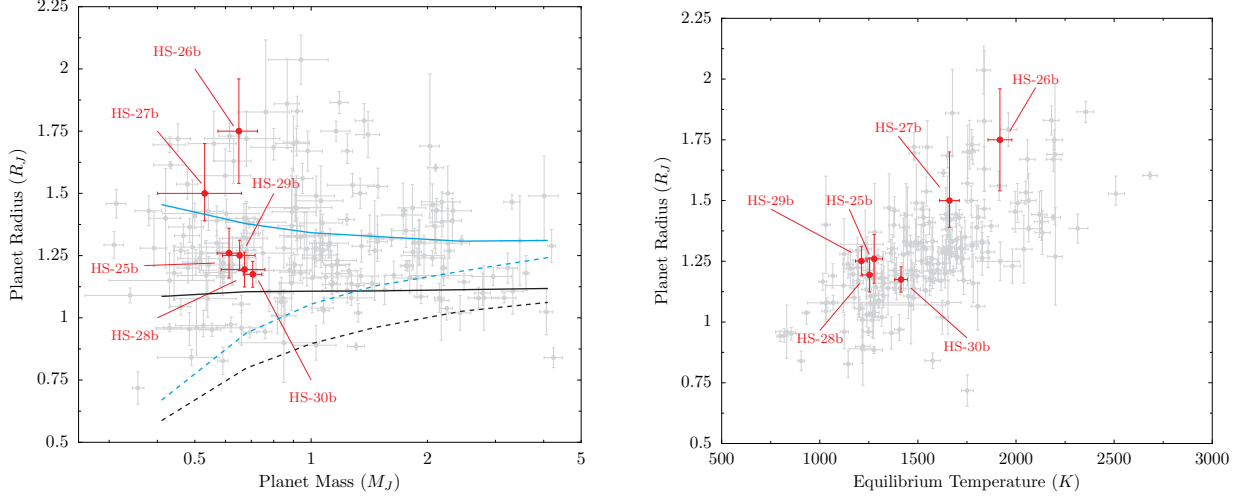 2.25
2
1.75
1.5
1.25
1
0.75
0.5
Planet Radius (R_J)
HS-26b
HS-27b
HS-29b
HS-25b
HS-28b
HS-30b
0.5
1
2
5
Planet Mass (M_J)
2.25
2
1.75
1.5
1.25
1
0.75
0.5
Planet Radius (R_J)
HS-26b
HS-27b
HS-29b
HS-25b
HS-28b
HS-30b
500
1000
1500
2000
2500
3000
Equilibrium Temperature (K)